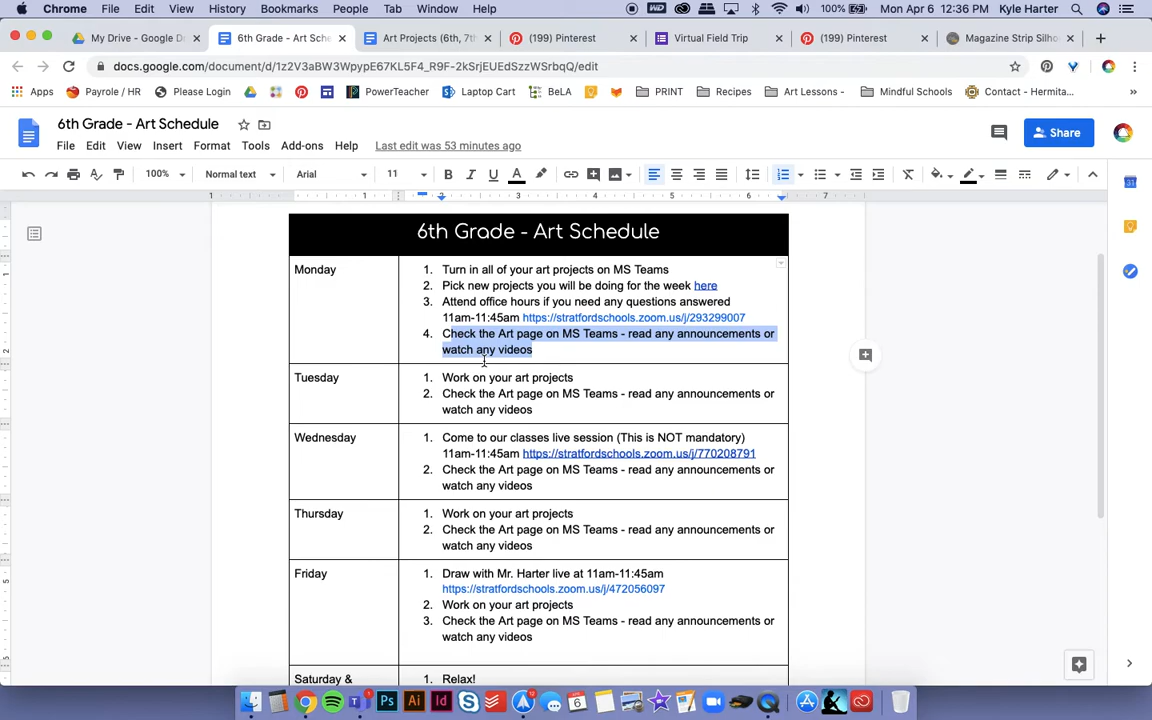 Chrome File Edit View History Bookmarks People Tab Window Help 100% Mon Apr 6 12:36 PM Kyle Harter
My Drive - Google D 6th Grade - Art Sche Art Projects (6th, 7th (199) Pinterest Virtual Field Trip (199) Pinterest Magazine Strip Silho
docs.google.com/document/d/1z2V3aBW3WpypE67KL5F4_R9F-2kSrjEUEdSzzWSrbqQ/edit
Apps Payrole / HR Please Login PowerTeacher Laptop Cart BeLA PRINT Recipes Art Lessons - Mindful Schools Contact - Hermita...
6th Grade - Art Schedule
File Edit View Insert Format Tools Add-ons Help Last edit was 53 minutes ago
Share
100% Normal text Arial 11
1 1 2 3 4 5 6 7
6th Grade - Art Schedule
Monday
1. Turn in all of your art projects on MS Teams
2. Pick new projects you will be doing for the week here
3. Attend office hours if you need any questions answered
11am-11:45am https://stratfordschools.zoom.us/j/293299007
4. Check the Art page on MS Teams - read any announcements or
watch any videos
Tuesday
1. Work on your art projects
2. Check the Art page on MS Teams - read any announcements or
watch any videos
Wednesday
1. Come to our classes live session (This is NOT mandatory)
11am-11:45am https://stratfordschools.zoom.us/j/770208791
2. Check the Art page on MS Teams - read any announcements or
watch any videos
Thursday
1. Work on your art projects
2. Check the Art page on MS Teams - read any announcements or
watch any videos
Friday
1. Draw with Mr. Harter live at 11am-11:45am
https://stratfordschools.zoom.us/j/472056097
2. Work on your art projects
3. Check the Art page on MS Teams - read any announcements or
watch any videos
Saturday &
1. Relax!